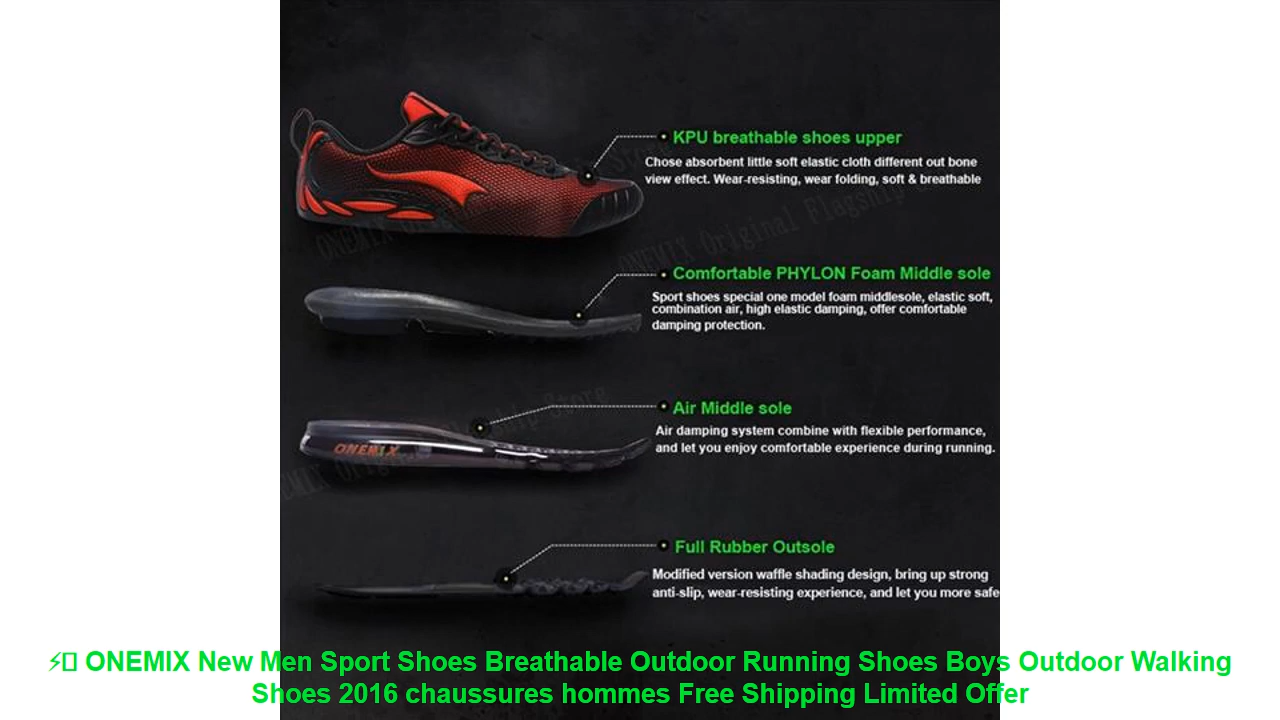 KPU breathable shoes upper
Chose absorbent little soft elastic cloth different out bone
view effect. Wear-resisting, wear folding, soft & breathable
ONEMIX Original Flagship
Comfortable PHYLON Foam Middle sole
Sport shoes special one model foam middlesole, elastic soft,
combination air, high elastic damping, offer comfortable
damping protection.
Air Middle sole
Air damping system combine with flexible performance,
and let you enjoy comfortable experience during running.
ONEMIX
Full Rubber Outsole
Modified version waffle shading design, bring up strong
anti-slip, wear-resisting experience, and let you more safe
⚡ ONEMIX New Men Sport Shoes Breathable Outdoor Running Shoes Boys Outdoor Walking
Shoes 2016 chaussures hommes Free Shipping Limited Offer